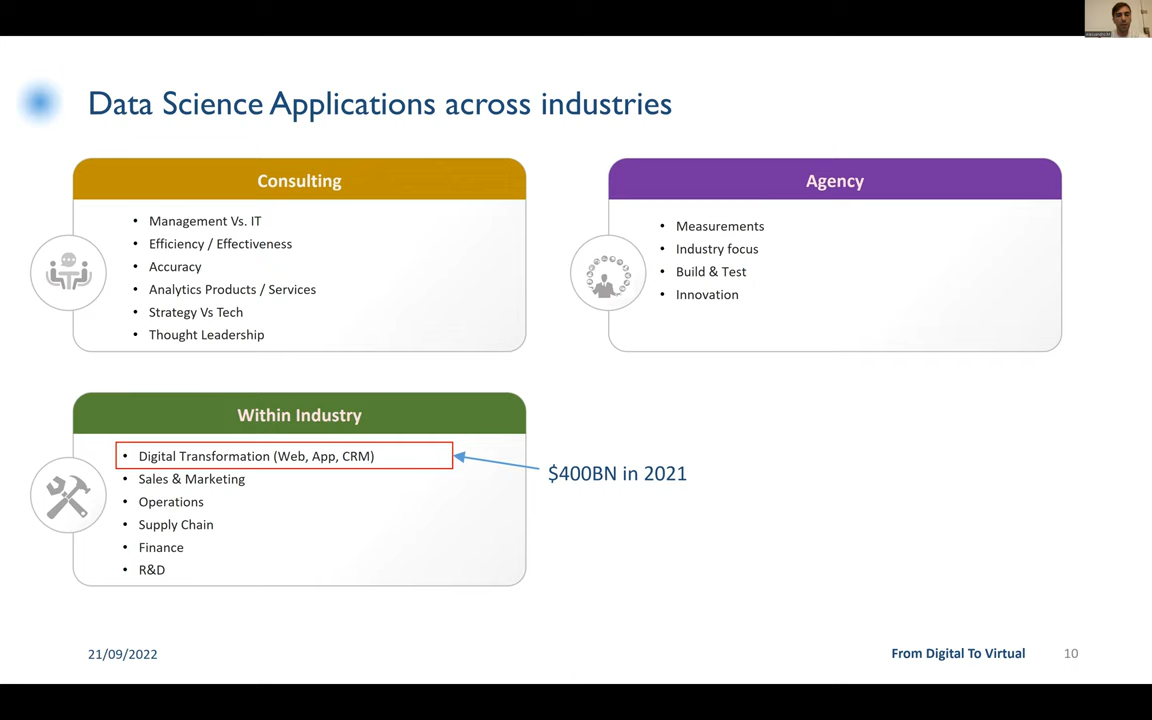 Data Science Applications across industries
Consulting
• Management Vs. IT
• Efficiency / Effectiveness
• Accuracy
• Analytics Products / Services
• Strategy Vs Tech
• Thought Leadership
Agency
• Measurements
• Industry focus
• Build & Test
• Innovation
Within Industry
• Digital Transformation (Web, App, CRM)
• Sales & Marketing
• Operations
• Supply Chain
• Finance
• R&D
$400BN in 2021
21/09/2022
From Digital To Virtual
10